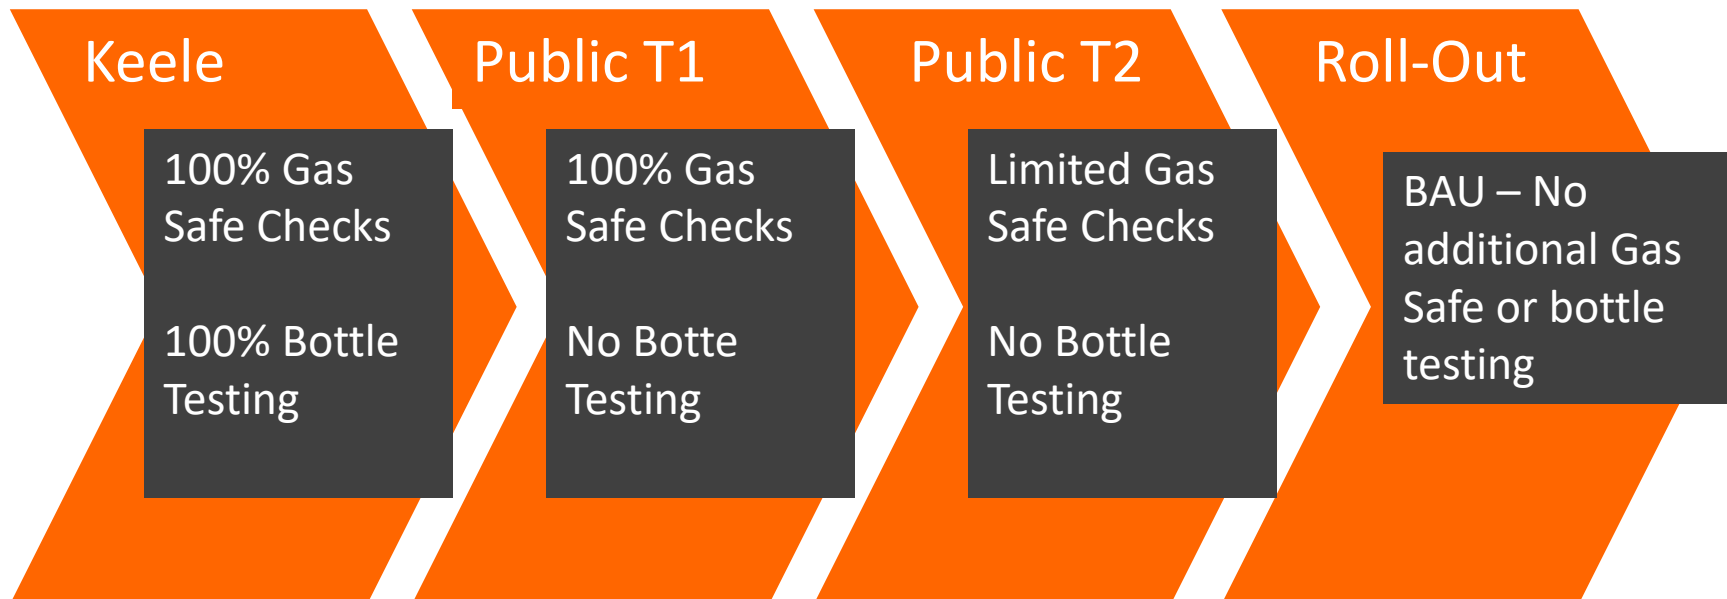 Keele
100% Gas
Safe Checks
100% Bottle
Testing
Public T1
100% Gas
Safe Checks
No Botte
Testing
Public T2
Limited Gas
Safe Checks
No Bottle
Testing
Roll-Out
BAU – No
additional Gas
Safe or bottle
testing